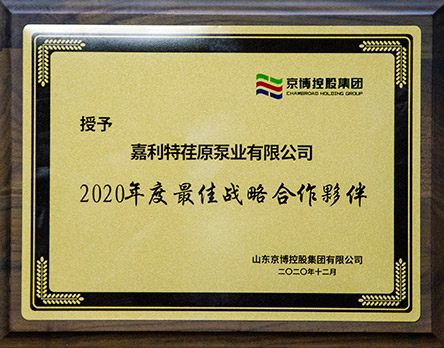 京博控股集团
CHAMBROAD HOLDING GROUP
授予
嘉利特荏原泵业有限公司
2020年度最佳战略合作夥伴
山东京博控股集团有限公司
二〇二〇年十二月